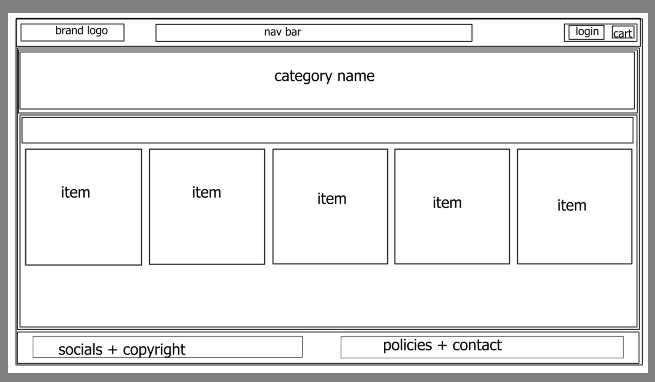 brand logo
nav bar
login
cart
category name
item
item
item
item
item
socials + copyright
policies + contact